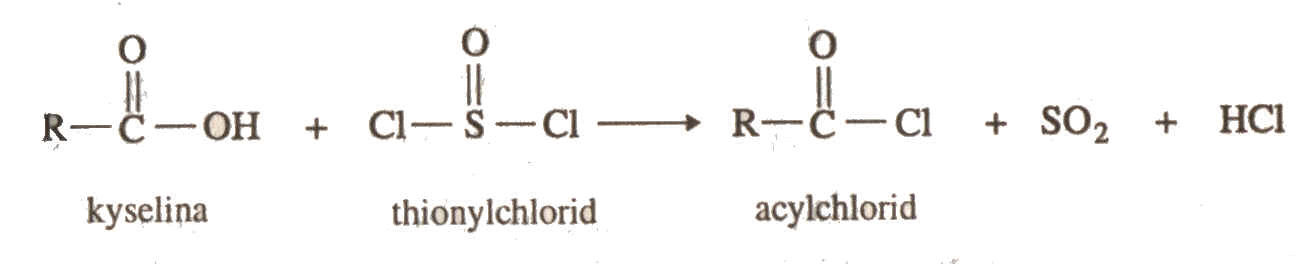 O O O
R—C—OH + Cl—S—Cl ⟶ R—C—Cl + SO₂ + HCl
kyselina thionylchlorid acylchlorid